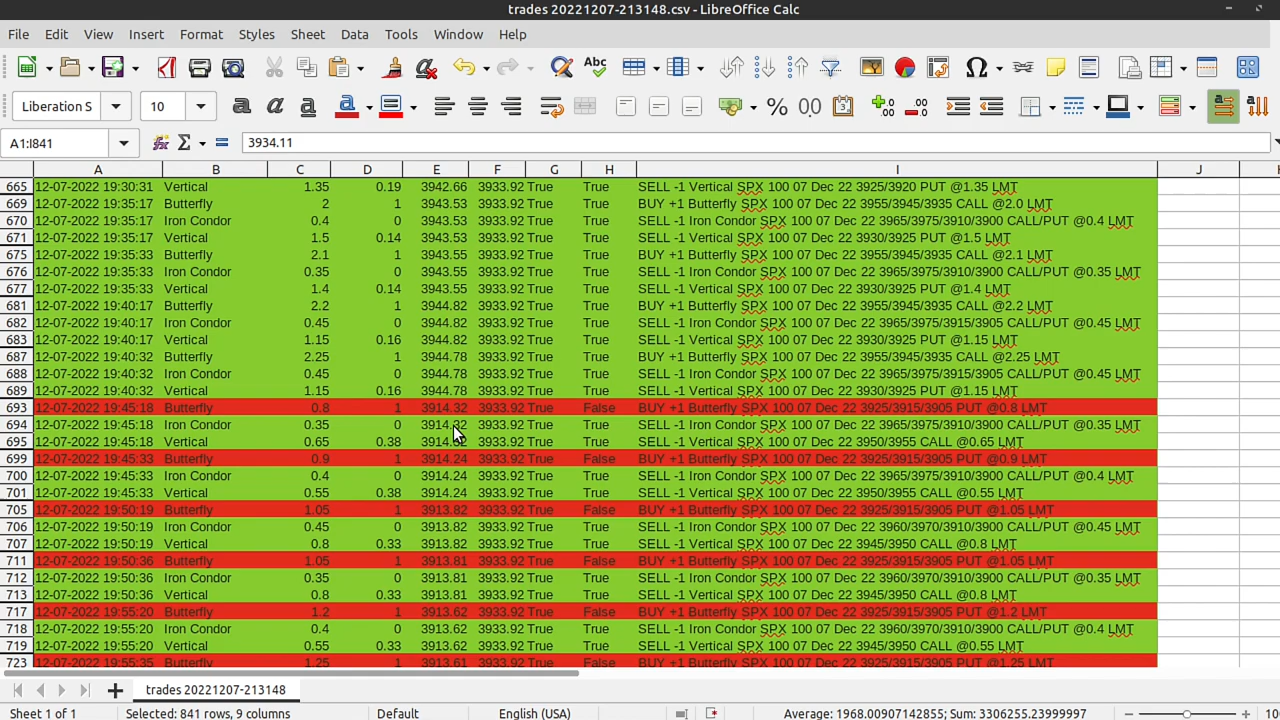 trades 20221207-213148.csv - LibreOffice Calc
File Edit View Insert Format Styles Sheet Data Tools Window Help
Liberation S 10
A1:I841 3934.11
A B C D E F G H I J
665 12-07-2022 19:30:31 Vertical 1.35 0.19 3942.66 3933.92 True True SELL -1 Vertical SPX 100 07 Dec 22 3925/3920 PUT @1.35 LMT
669 12-07-2022 19:35:17 Butterfly 2 1 3943.53 3933.92 True True BUY +1 Butterfly SPX 100 07 Dec 22 3955/3945/3935 CALL @2.0 LMT
670 12-07-2022 19:35:17 Iron Condor 0.4 0 3943.53 3933.92 True True SELL -1 Iron Condor SPX 100 07 Dec 22 3965/3975/3910/3900 CALL/PUT @0.4 LMT
671 12-07-2022 19:35:17 Vertical 1.5 0.14 3943.53 3933.92 True True SELL -1 Vertical SPX 100 07 Dec 22 3930/3925 PUT @1.5 LMT
675 12-07-2022 19:35:33 Butterfly 2.1 1 3943.55 3933.92 True True BUY +1 Butterfly SPX 100 07 Dec 22 3955/3945/3935 CALL @2.1 LMT
676 12-07-2022 19:35:33 Iron Condor 0.35 0 3943.55 3933.92 True True SELL -1 Iron Condor SPX 100 07 Dec 22 3965/3975/3910/3900 CALL/PUT @0.35 LMT
677 12-07-2022 19:35:33 Vertical 1.4 0.14 3943.55 3933.92 True True SELL -1 Vertical SPX 100 07 Dec 22 3930/3925 PUT @1.4 LMT
681 12-07-2022 19:40:17 Butterfly 2.2 1 3944.82 3933.92 True True BUY +1 Butterfly SPX 100 07 Dec 22 3955/3945/3935 CALL @2.2 LMT
682 12-07-2022 19:40:17 Iron Condor 0.45 0 3944.82 3933.92 True True SELL -1 Iron Condor SPX 100 07 Dec 22 3965/3975/3915/3905 CALL/PUT @0.45 LMT
683 12-07-2022 19:40:17 Vertical 1.15 0.16 3944.82 3933.92 True True SELL -1 Vertical SPX 100 07 Dec 22 3930/3925 PUT @1.15 LMT
687 12-07-2022 19:40:32 Butterfly 2.25 1 3944.78 3933.92 True True BUY +1 Butterfly SPX 100 07 Dec 22 3955/3945/3935 CALL @2.25 LMT
688 12-07-2022 19:40:32 Iron Condor 0.45 0 3944.78 3933.92 True True SELL -1 Iron Condor SPX 100 07 Dec 22 3965/3975/3915/3905 CALL/PUT @0.45 LMT
689 12-07-2022 19:40:32 Vertical 1.15 0.16 3944.78 3933.92 True True SELL -1 Vertical SPX 100 07 Dec 22 3930/3925 PUT @1.15 LMT
693 12-07-2022 19:45:18 Butterfly 0.8 1 3914.32 3933.92 True False BUY +1 Butterfly SPX 100 07 Dec 22 3925/3915/3905 PUT @0.8 LMT
694 12-07-2022 19:45:18 Iron Condor 0.35 0 3914.32 3933.92 True True SELL -1 Iron Condor SPX 100 07 Dec 22 3965/3975/3910/3900 CALL/PUT @0.35 LMT
695 12-07-2022 19:45:18 Vertical 0.65 0.38 3933.92 True True SELL -1 Vertical SPX 100 07 Dec 22 3950/3955 CALL @0.65 LMT
699 12-07-2022 19:45:33 Butterfly 0.9 1 3914.24 3933.92 True False BUY +1 Butterfly SPX 100 07 Dec 22 3925/3915/3905 PUT @0.9 LMT
700 12-07-2022 19:45:33 Iron Condor 0.4 0 3914.24 3933.92 True True SELL -1 Iron Condor SPX 100 07 Dec 22 3965/3975/3910/3900 CALL/PUT @0.4 LMT
701 12-07-2022 19:45:33 Vertical 0.55 0.38 3914.24 3933.92 True True SELL -1 Vertical SPX 100 07 Dec 22 3950/3955 CALL @0.55 LMT
705 12-07-2022 19:50:19 Butterfly 1.05 1 3913.82 3933.92 True False BUY +1 Butterfly SPX 100 07 Dec 22 3925/3915/3905 PUT @1.05 LMT
706 12-07-2022 19:50:19 Iron Condor 0.45 0 3913.82 3933.92 True True SELL -1 Iron Condor SPX 100 07 Dec 22 3960/3970/3910/3900 CALL/PUT @0.45 LMT
707 12-07-2022 19:50:19 Vertical 0.8 0.33 3913.82 3933.92 True True SELL -1 Vertical SPX 100 07 Dec 22 3945/3950 CALL @0.8 LMT
711 12-07-2022 19:50:36 Butterfly 1.05 1 3913.81 3933.92 True False BUY +1 Butterfly SPX 100 07 Dec 22 3925/3915/3905 PUT @1.05 LMT
712 12-07-2022 19:50:36 Iron Condor 0.35 0 3913.81 3933.92 True True SELL -1 Iron Condor SPX 100 07 Dec 22 3960/3970/3910/3900 CALL/PUT @0.35 LMT
713 12-07-2022 19:50:36 Vertical 0.8 0.33 3913.81 3933.92 True True SELL -1 Vertical SPX 100 07 Dec 22 3945/3950 CALL @0.8 LMT
717 12-07-2022 19:55:20 Butterfly 1.2 1 3913.62 3933.92 True False BUY +1 Butterfly SPX 100 07 Dec 22 3925/3915/3905 PUT @1.2 LMT
718 12-07-2022 19:55:20 Iron Condor 0.4 0 3913.62 3933.92 True True SELL -1 Iron Condor SPX 100 07 Dec 22 3960/3970/3910/3900 CALL/PUT @0.4 LMT
719 12-07-2022 19:55:20 Vertical 0.55 0.33 3913.62 3933.92 True True SELL -1 Vertical SPX 100 07 Dec 22 3945/3950 CALL @0.55 LMT
723 12-07-2022 19:55:35 Butterfly 1.25 1 3913.61 3933.92 True False BUY +1 Butterfly SPX 100 07 Dec 22 3925/3915/3905 PUT @1.25 LMT
trades 20221207-213148
Sheet 1 of 1 Selected: 841 rows, 9 columns Default English (USA) Average: 1968.00907142855; Sum: 3306255.23999997 10